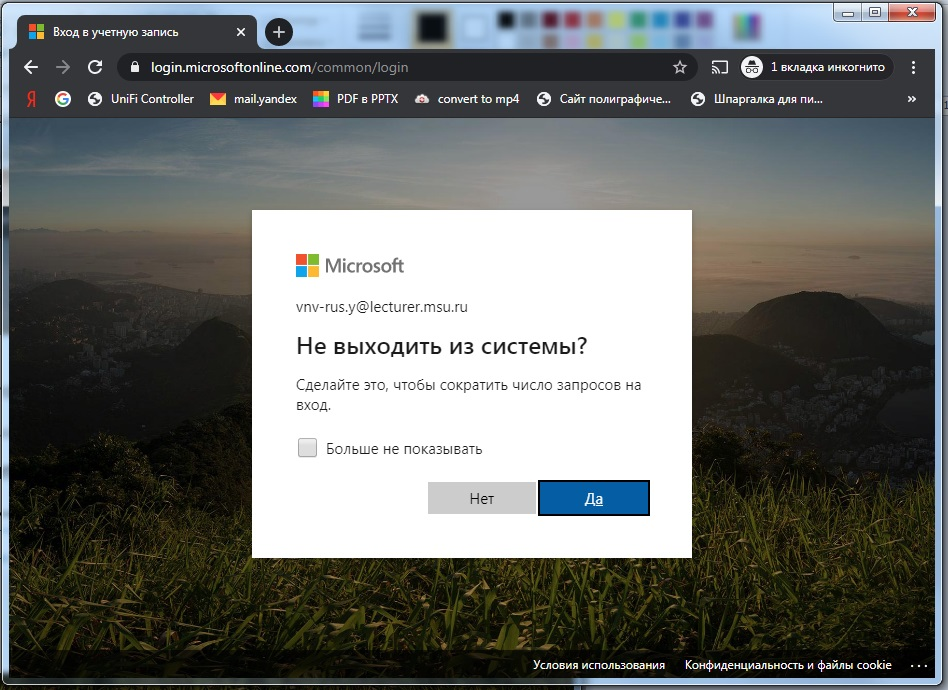 Вход в учетную запись
login.microsoftonline.com/common/login
1 вкладка инкогнито
UniFi Controller
mail.yandex
PDF в PPTX
convert to mp4
Сайт полиграфиче...
Шпаргалка для пи...
Microsoft
vnv-rus.y@lecturer.msu.ru
Не выходить из системы?
Сделайте это, чтобы сократить число запросов на
вход.
Больше не показывать
Нет
Да
Условия использования
Конфиденциальность и файлы cookie